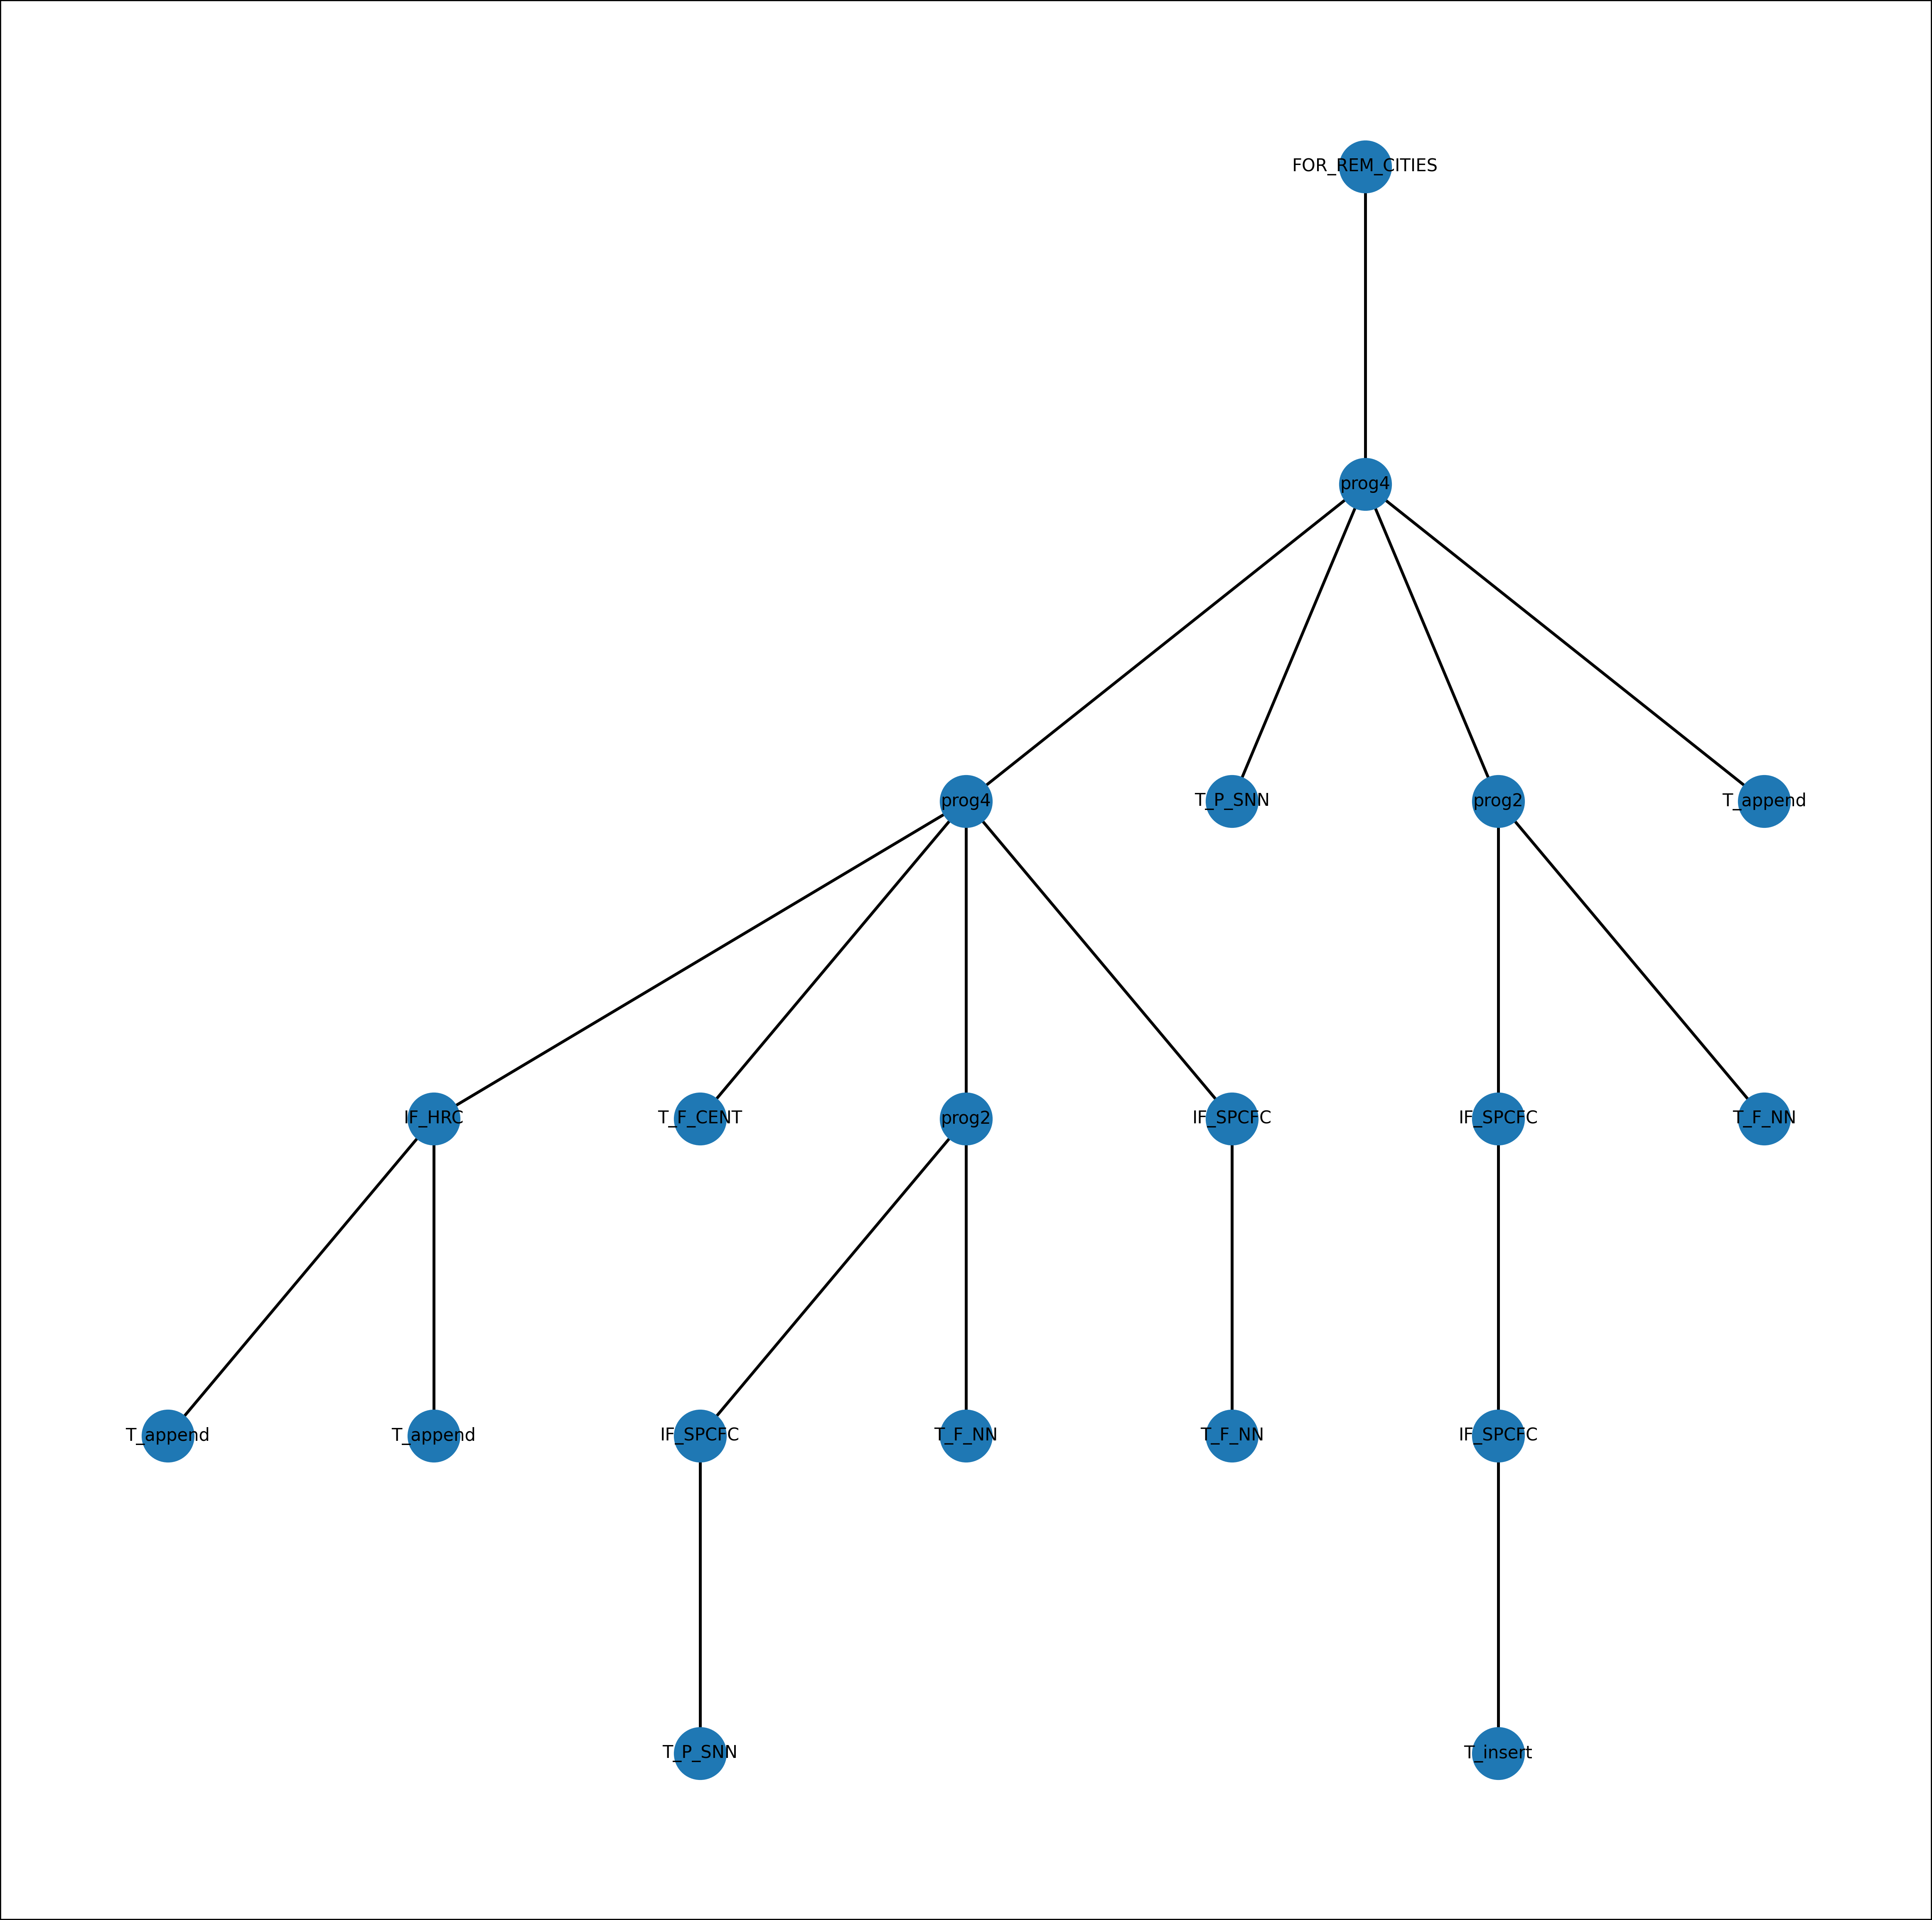 FOR_REM_CITIES
prog4
prog4
T_P_SNN
prog2
T_append
IF_HRC
T_F_CENT
prog2
IF_SPCFC
IF_SPCFC
T_F_NN
T_append
T_append
IF_SPCFC
T_F_NN
T_F_NN
IF_SPCFC
T_P_SNN
T_insert